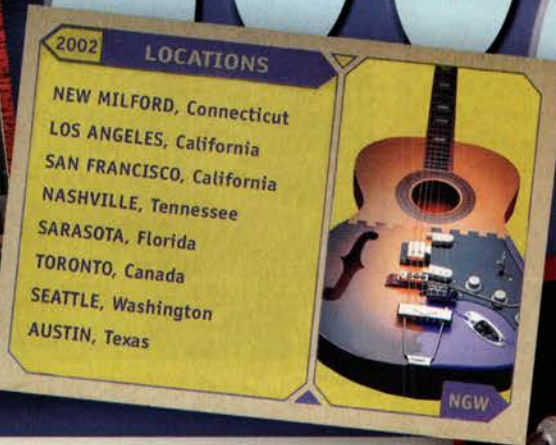 2002
LOCATIONS
NEW MILFORD, Connecticut
LOS ANGELES, California
SAN FRANCISCO, California
NASHVILLE, Tennessee
SARASOTA, Florida
TORONTO, Canada
SEATTLE, Washington
AUSTIN, Texas
NGW